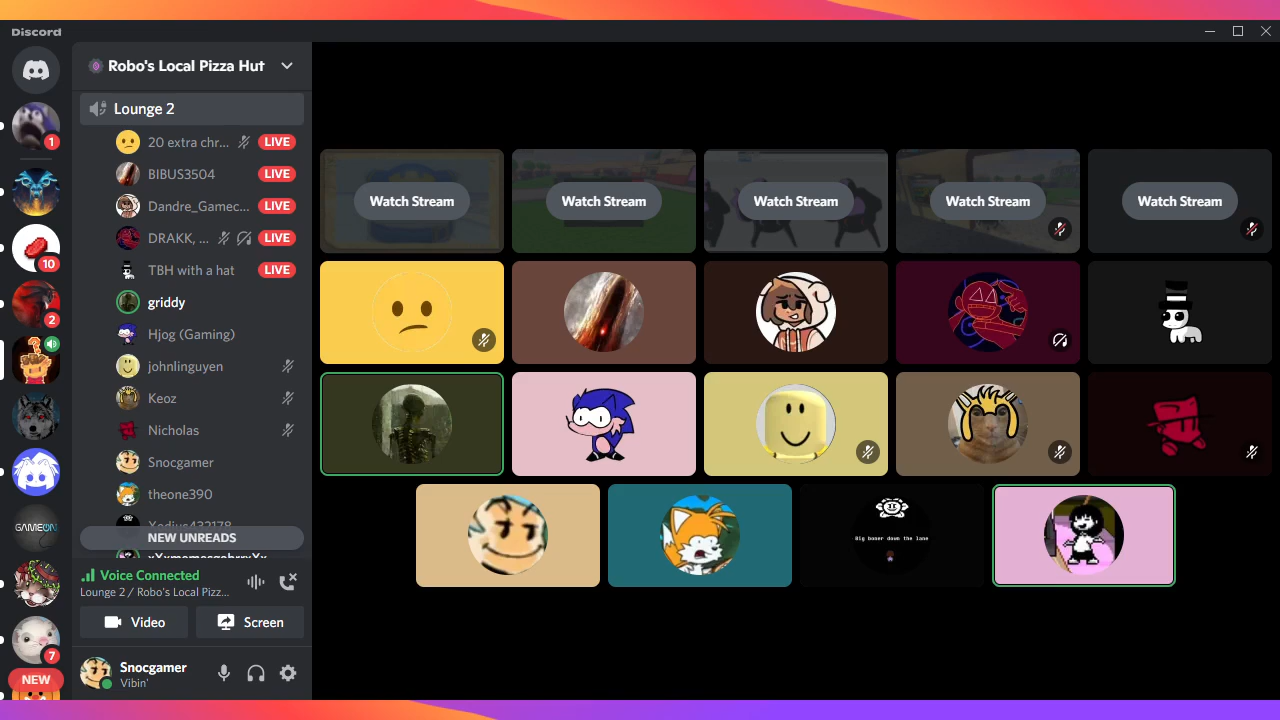 Discord
Robo's Local Pizza Hut
Lounge 2
20 extra chr... LIVE
BIBUS3504 LIVE
Dandre_Gamec... LIVE
DRAKK, ... LIVE
TBH with a hat LIVE
griddy
Hjog (Gaming)
johnlinguyen
Keoz
Nicholas
Snocgamer
theone390
NEW UNREADS
Voice Connected
Lounge 2 / Robo's Local Pizz...
Video Screen
Snocgamer
Vibin'
1
10
2
GAMEON
7
NEW
Watch Stream Watch Stream Watch Stream Watch Stream Watch Stream
Big boner down the lane